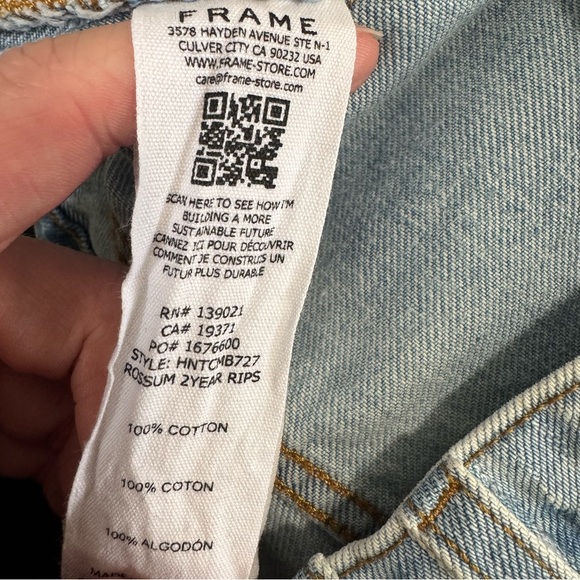 FRAME
3578 HAYDEN AVENUE STE N-1
CULVER CITY CA 90232 USA
WWW.FRAME-STORE.COM
care@frame-store.com
SCAN HERE TO SEE HOW I'M
BUILDING A MORE
SUSTAINABLE FUTURE
SCANNEZ ICI POUR DÉCOUVRIR
COMMENT JE CONSTRUIS UN
FUTUR PLUS DURABLE
RN# 139021
CA# 19371
PO# 1676600
STYLE: HNTCMB727
ROSSUM 2YEAR RIPS
100% COTTON
100% COTON
100% ALGODÓN